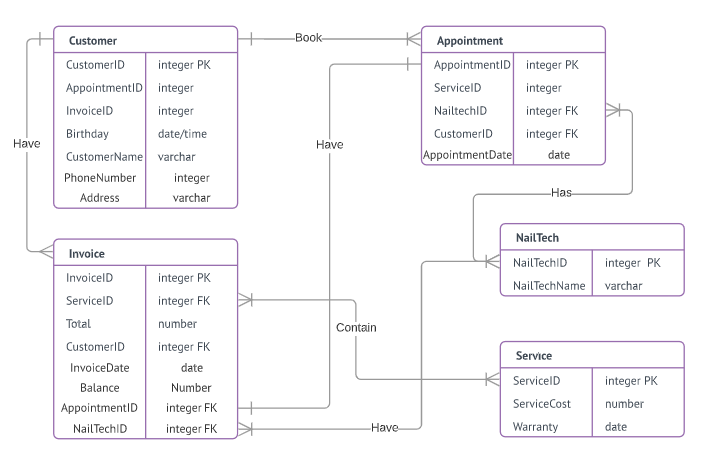 Customer
CustomerID integer PK
AppointmentID integer
InvoiceID integer
Birthday date/time
CustomerName varchar
PhoneNumber integer
Address varchar
Book
Appointment
AppointmentID integer PK
ServiceID integer
NailtechID integer FK
CustomerID integer FK
AppointmentDate date
Have
Have
Has
Invoice
InvoiceID integer PK
ServiceID integer FK
Total number
CustomerID integer FK
InvoiceDate date
Balance Number
AppointmentID integer FK
NailTechID integer FK
NailTech
NailTechID integer PK
NailTechName varchar
Contain
Service
ServiceID integer PK
ServiceCost number
Warranty date
Have